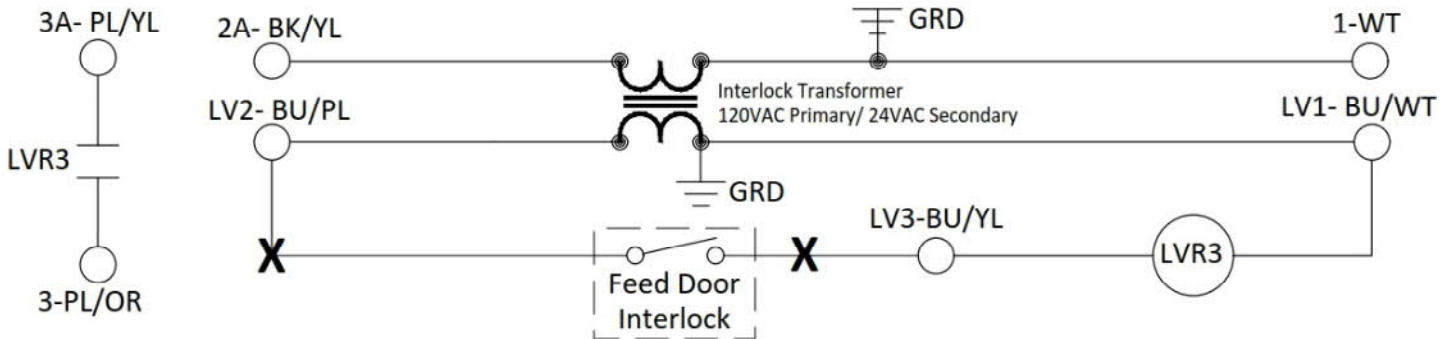 3A- PL/YL
LVR3
3-PL/OR
2A- BK/YL
LV2- BU/PL
GRD
1-WT
Interlock Transformer
120VAC Primary/ 24VAC Secondary
LV1- BU/WT
GRD
X
Feed Door
Interlock
X
LV3-BU/YL
LVR3